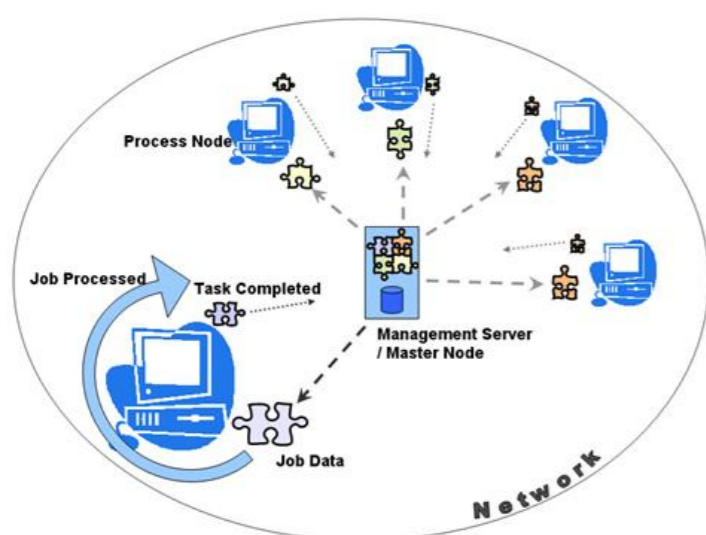 Process Node
Job Processed
Task Completed
Management Server
/ Master Node
Job Data
Network